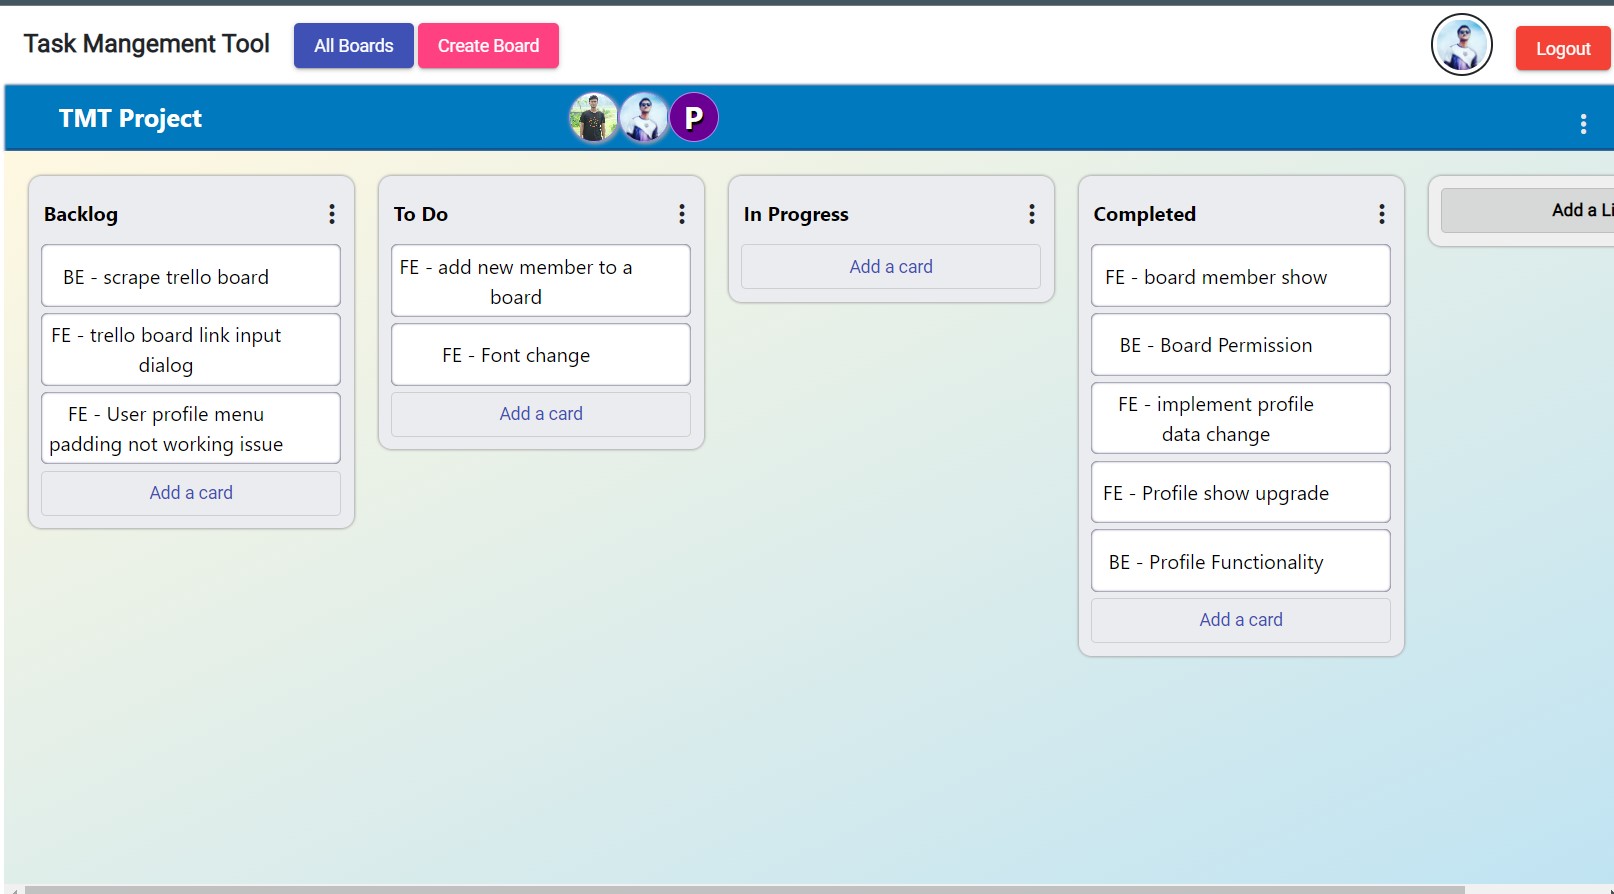 Task Mangement Tool
All Boards
Create Board
Logout
TMT Project
P
Backlog
BE - scrape trello board
FE - trello board link input
dialog
FE - User profile menu
padding not working issue
Add a card
To Do
FE - add new member to a
board
FE - Font change
Add a card
In Progress
Add a card
Completed
FE - board member show
BE - Board Permission
FE - implement profile
data change
FE - Profile show upgrade
BE - Profile Functionality
Add a card
Add a Li